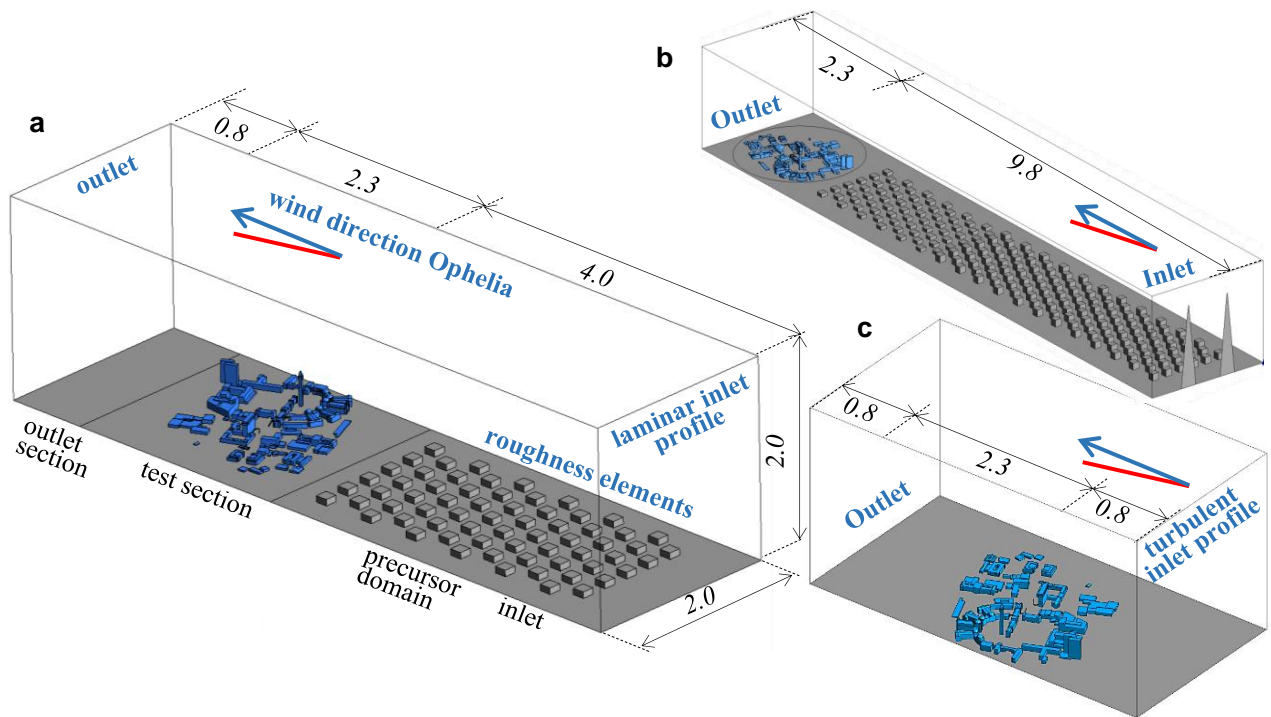 a
0.8
2.3
4.0
2.0
2.0
outlet
wind direction Ophelia
laminar inlet
profile
roughness elements
outlet
section
test section
precursor
domain
inlet
b
2.3
9.8
Outlet
Inlet
c
0.8
2.3
0.8
Outlet
turbulent
inlet profile